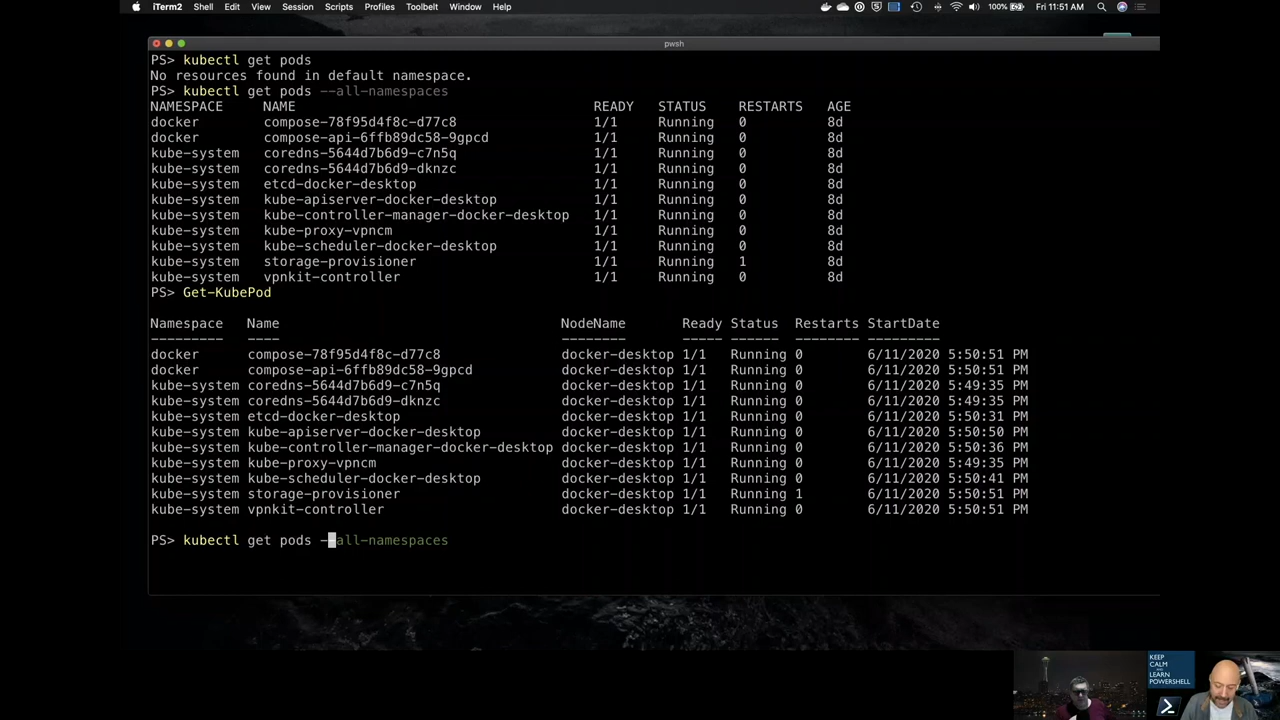 iTerm2 Shell Edit View Session Scripts Profiles Toolbelt Window Help 100% Fri 11:51 AM
pwsh
PS> kubectl get pods
No resources found in default namespace.
PS> kubectl get pods --all-namespaces
NAMESPACE NAME READY STATUS RESTARTS AGE
docker compose-78f95d4f8c-d77c8 1/1 Running 0 8d
docker compose-api-6ffb89dc58-9gpcd 1/1 Running 0 8d
kube-system coredns-5644d7b6d9-c7n5q 1/1 Running 0 8d
kube-system coredns-5644d7b6d9-dknzc 1/1 Running 0 8d
kube-system etcd-docker-desktop 1/1 Running 0 8d
kube-system kube-apiserver-docker-desktop 1/1 Running 0 8d
kube-system kube-controller-manager-docker-desktop 1/1 Running 0 8d
kube-system kube-proxy-vpncm 1/1 Running 0 8d
kube-system kube-scheduler-docker-desktop 1/1 Running 0 8d
kube-system storage-provisioner 1/1 Running 1 8d
kube-system vpnkit-controller 1/1 Running 0 8d
PS> Get-KubePod
Namespace Name NodeName Ready Status Restarts StartDate
--------- ---- -------- ----- ------ -------- ---------
docker compose-78f95d4f8c-d77c8 docker-desktop 1/1 Running 0 6/11/2020 5:50:51 PM
docker compose-api-6ffb89dc58-9gpcd docker-desktop 1/1 Running 0 6/11/2020 5:50:51 PM
kube-system coredns-5644d7b6d9-c7n5q docker-desktop 1/1 Running 0 6/11/2020 5:49:35 PM
kube-system coredns-5644d7b6d9-dknzc docker-desktop 1/1 Running 0 6/11/2020 5:49:35 PM
kube-system etcd-docker-desktop docker-desktop 1/1 Running 0 6/11/2020 5:50:31 PM
kube-system kube-apiserver-docker-desktop docker-desktop 1/1 Running 0 6/11/2020 5:50:50 PM
kube-system kube-controller-manager-docker-desktop docker-desktop 1/1 Running 0 6/11/2020 5:50:36 PM
kube-system kube-proxy-vpncm docker-desktop 1/1 Running 0 6/11/2020 5:49:35 PM
kube-system kube-scheduler-docker-desktop docker-desktop 1/1 Running 0 6/11/2020 5:50:41 PM
kube-system storage-provisioner docker-desktop 1/1 Running 1 6/11/2020 5:50:51 PM
kube-system vpnkit-controller docker-desktop 1/1 Running 0 6/11/2020 5:50:51 PM
PS> kubectl get pods --all-namespaces
KEEP
CALM
AND
LEARN
POWERSHELL